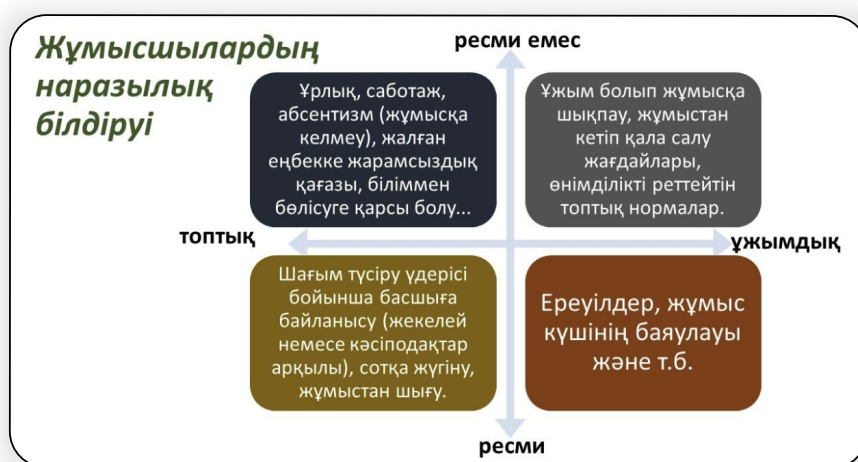 Жұмысшылардың
наразылық
білдіруі
ресми емес
Ұрлық, саботаж,
абсентизм (жұмысқа
келмеу), жалған
еңбекке жарамсыздық
қағазы, біліммен
бөлісуге қарсы болу...
Ұжым болып жұмысқа
шықпау, жұмыстан
кетіп қала салу
жағдайлары,
өнімділікті реттейтін
топтық нормалар.
топтық
ұжымдық
Шағым түсіру үдерісі
бойынша басшыға
байланысу (жекелей
немесе кәсіподақтар
арқылы), сотқа жүгіну,
жұмыстан шығу.
Ереуілдер, жұмыс
күшінің баяулауы
және т.б.
ресми